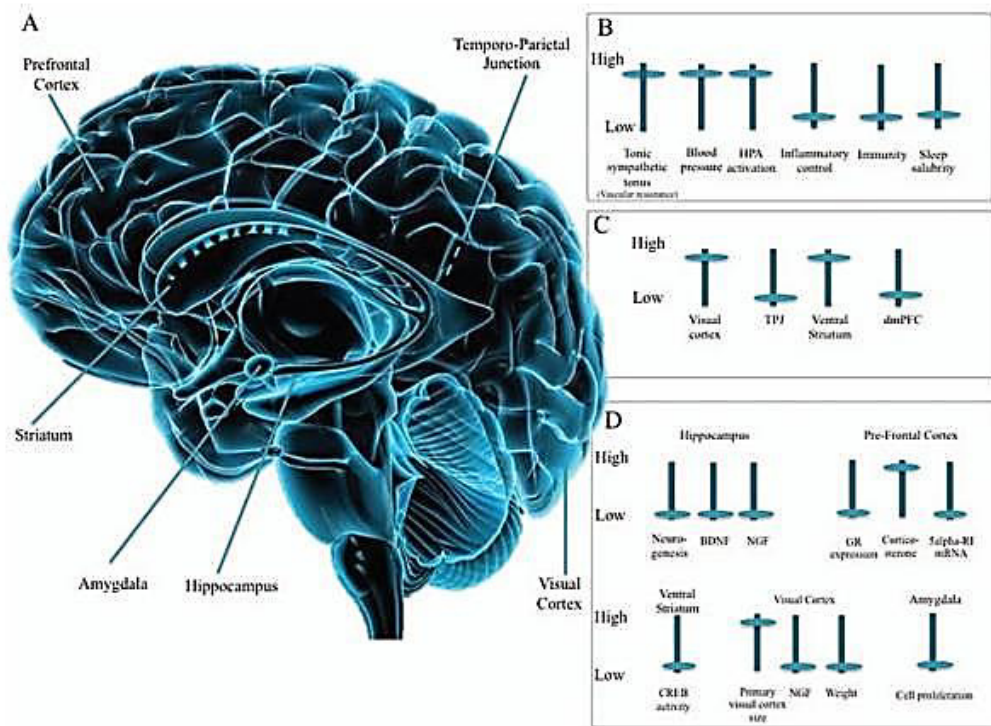 A
Temporo-Parietal
Junction
Prefrontal
Cortex
Striatum
Amygdala
Hippocampus
Visual
Cortex
B
High
Low
Tonic
sympathetic
tonus
(Vascular resistance)
Blood
pressure
HPA
activation
Inflammatory
control
Immunity
Sleep
salubrity
C
High
Low
Visual
cortex
TPJ
Ventral
Striatum
dmPFC
D
Hippocampus
Pre-Frontal Cortex
High
Low
Neuro-
genesis
BDNF
NGF
GR
expression
Cortico-
sterone
5alpha-RI
mRNA
Ventral
Striatum
Visual Cortex
Amygdala
High
Low
CREB
activity
Primary
visual cortex
size
NGF
Weight
Cell proliferation